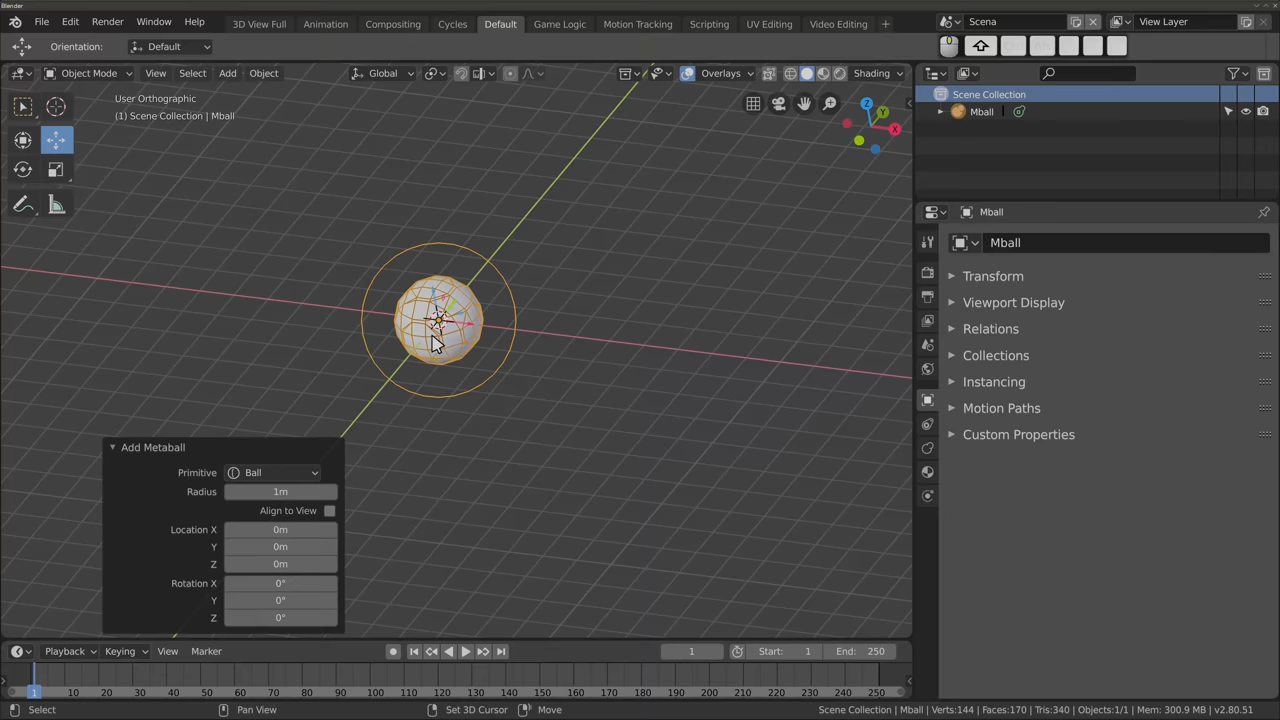 Blender
File Edit Render Window Help
3D View Full Animation Compositing Cycles Default Game Logic Motion Tracking Scripting UV Editing Video Editing +
Scena
View Layer
Orientation: Default
Object Mode View Select Add Object
Global
Overlays
Shading
User Orthographic
(1) Scene Collection | Mball
Z
Y
X
Scene Collection
Mball
Mball
Mball
Transform
Viewport Display
Relations
Collections
Instancing
Motion Paths
Custom Properties
Add Metaball
Primitive Ball
Radius 1m
Align to View
Location X 0m
Y 0m
Z 0m
Rotation X 0°
Y 0°
Z 0°
Playback Keying View Marker
1
Start: 1 End: 250
1 10 20 30 40 50 60 70 80 90 100 110 120 130 140 150 160 170 180 190 200 210 220 230 240 250
Select Pan View Set 3D Cursor Move
Scene Collection | Mball | Verts:144 | Faces:170 | Tris:340 | Objects:1/1 | Mem: 300.9 MB | v2.80.51